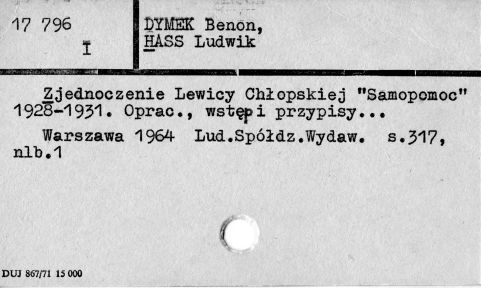 17 796
I
DYMEK Benon,
HASS Ludwik
Zjednoczenie Lewicy Chłopskiej "Samopomoc"
1928-1931. Oprac., wstęp i przypisy...
Warszawa 1964 Lud.Spółdz.Wydaw. s.317,
nlb.1
DUJ 867/71 15 000